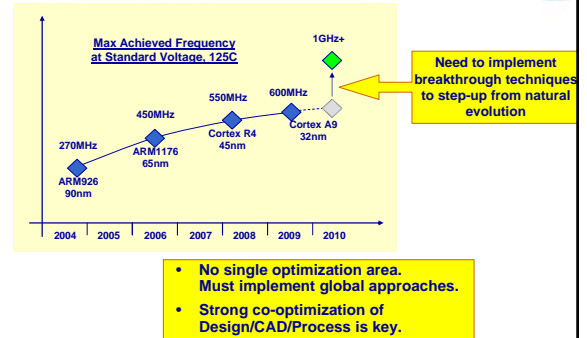 Max Achieved Frequency
at Standard Voltage, 125C
1GHz+
Need to implement
breakthrough techniques
to step-up from natural
evolution
600MHz
550MHz
450MHz
270MHz
Cortex A9
32nm
Cortex R4
45nm
ARM1176
65nm
ARM926
90nm
2004 2005 2006 2007 2008 2009 2010
• No single optimization area.
Must implement global approaches.
• Strong co-optimization of
Design/CAD/Process is key.